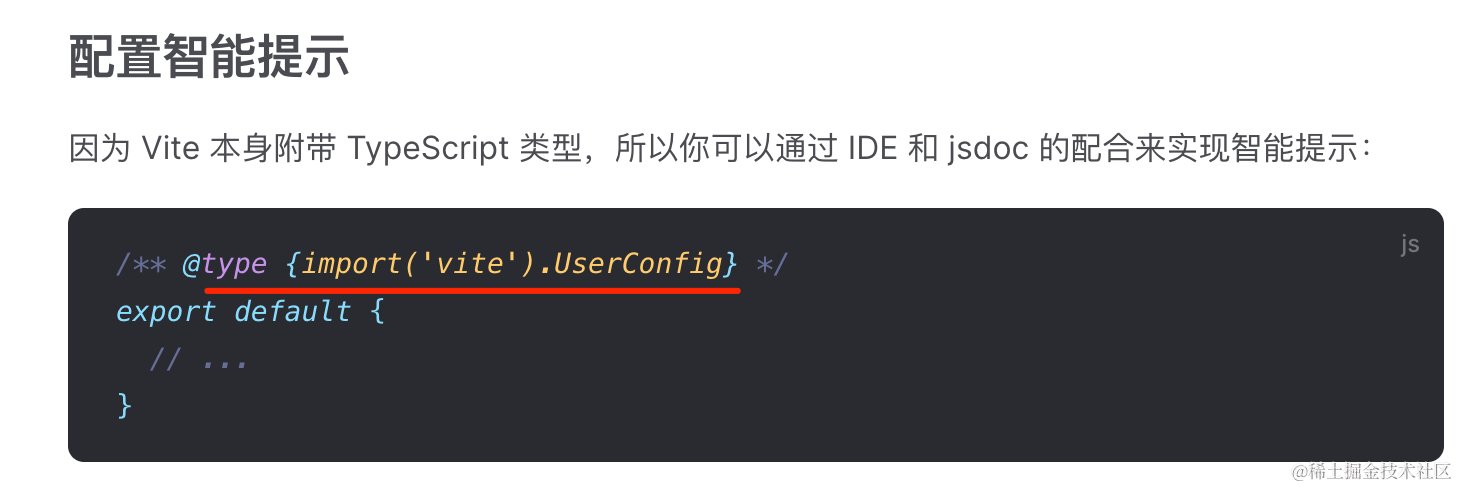 配置智能提示
因为 Vite 本身附带 TypeScript 类型，所以你可以通过 IDE 和 jsdoc 的配合来实现智能提示：
js
/** @type {import('vite').UserConfig} */
export default {
  // ...
}
@稀土掘金技术社区